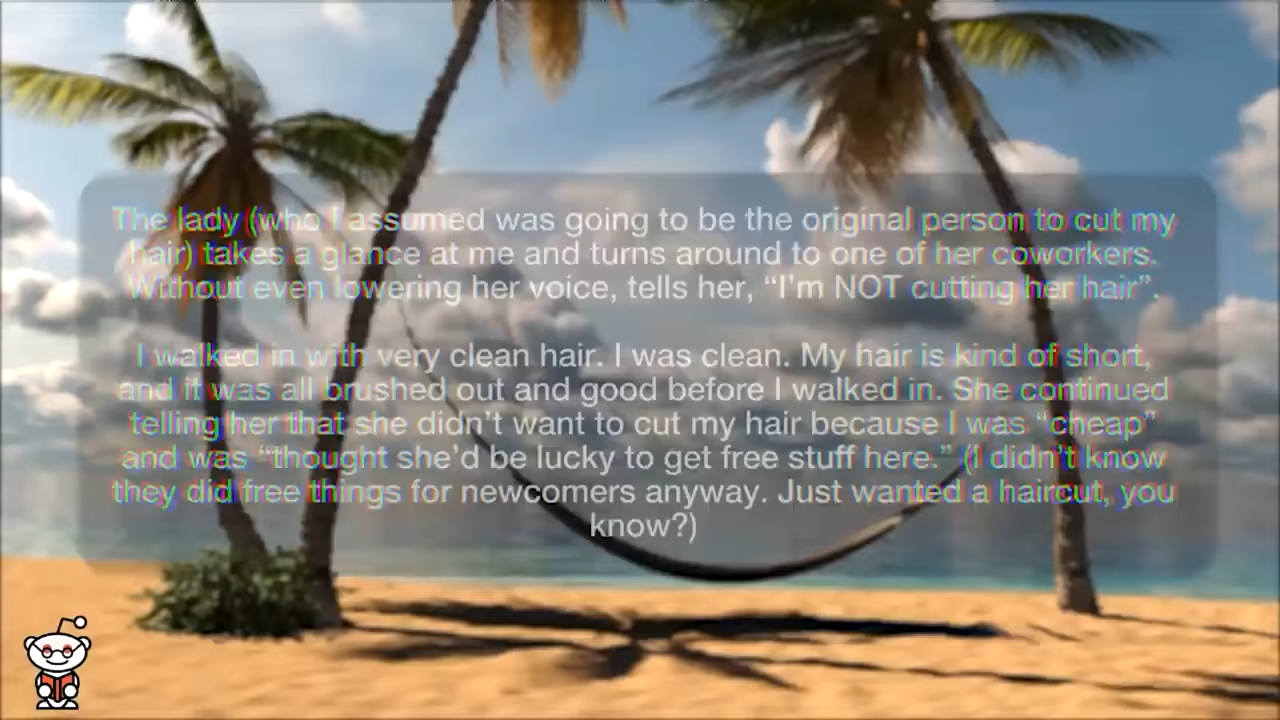 The lady (who I assumed was going to be the original person to cut my
hair) takes a glance at me and turns around to one of her coworkers.
Without even lowering her voice, tells her, “I’m NOT cutting her hair”.
I walked in with very clean hair. I was clean. My hair is kind of short,
and it was all brushed out and good before I walked in. She continued
telling her that she didn’t want to cut my hair because I was “cheap”
and was “thought she’d be lucky to get free stuff here.” (I didn’t know
they did free things for newcomers anyway. Just wanted a haircut, you
know?)